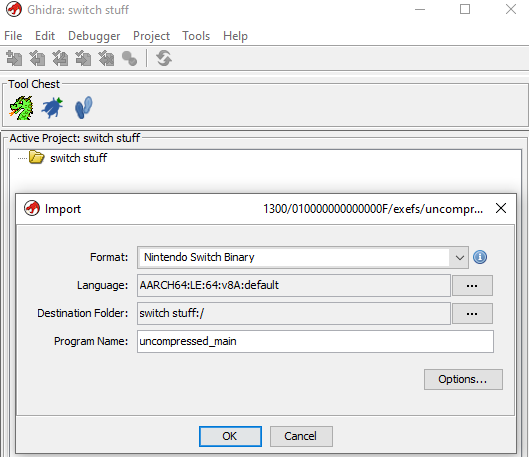 Ghidra: switch stuff
File Edit Debugger Project Tools Help
Tool Chest
Active Project: switch stuff
switch stuff
Import 1300/010000000000000F/exefs/uncompr...
Format: Nintendo Switch Binary
Language: AARCH64:LE:64:v8A:default ...
Destination Folder: switch stuff:/ ...
Program Name: uncompressed_main
Options...
OK Cancel